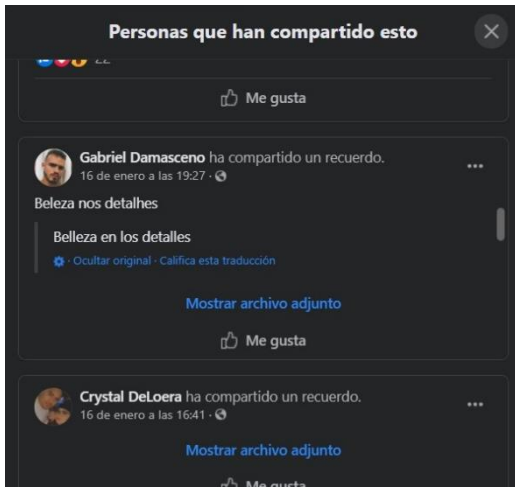 Personas que han compartido esto
22
Me gusta
Gabriel Damasceno ha compartido un recuerdo.
16 de enero a las 19:27 ·
Beleza nos detalhes
Belleza en los detalles
· Ocultar original · Califica esta traducción
Mostrar archivo adjunto
Me gusta
Crystal DeLoera ha compartido un recuerdo.
16 de enero a las 16:41 ·
Mostrar archivo adjunto
Me gusta